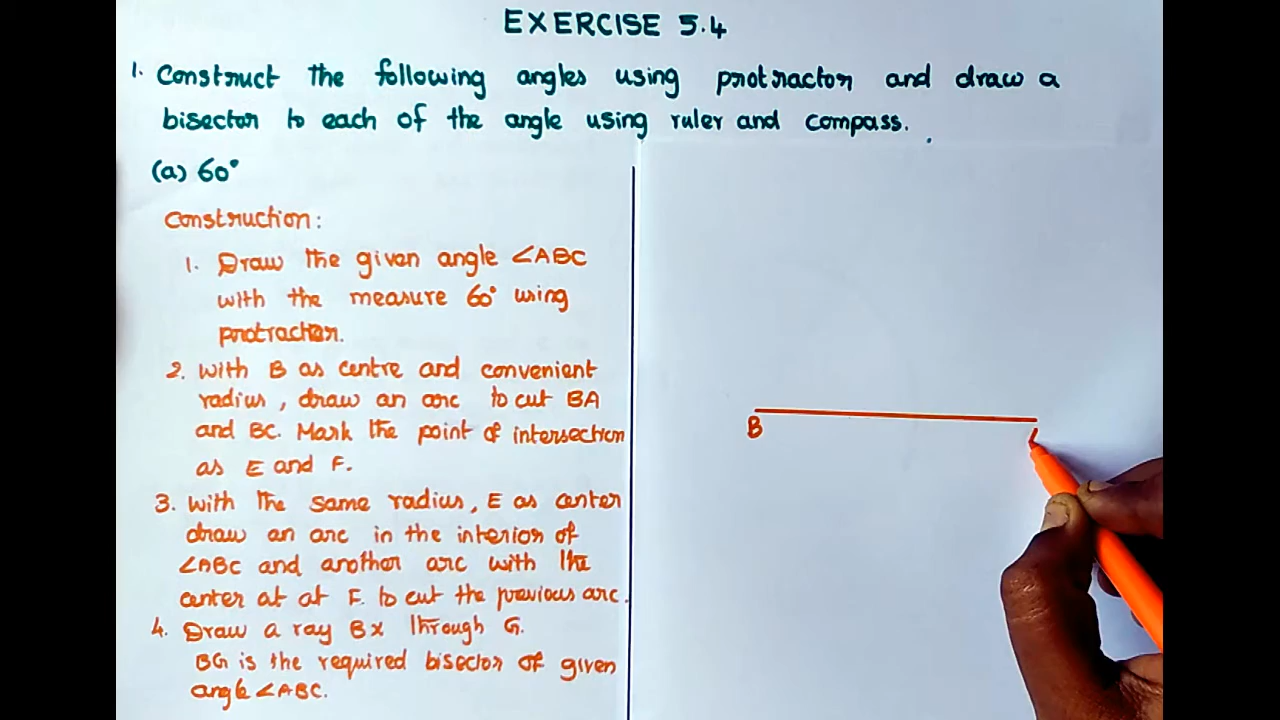 EXERCISE 5.4
1. Construct the following angles using protractor and draw a
bisector to each of the angle using ruler and compass.
(a) 60°
Construction:
1. Draw the given angle ∠ABC
with the measure 60° using
protractor.
2. With B as centre and convenient
radius, draw an arc to cut BA
and BC. Mark the point of intersection
as E and F.
3. With the same radius, E as center
draw an arc in the interior of
∠ABC and another arc with the
center at at F. to cut the previous arc.
4. Draw a ray BX through G.
BG is the required bisector of given
angle ∠ABC.
B